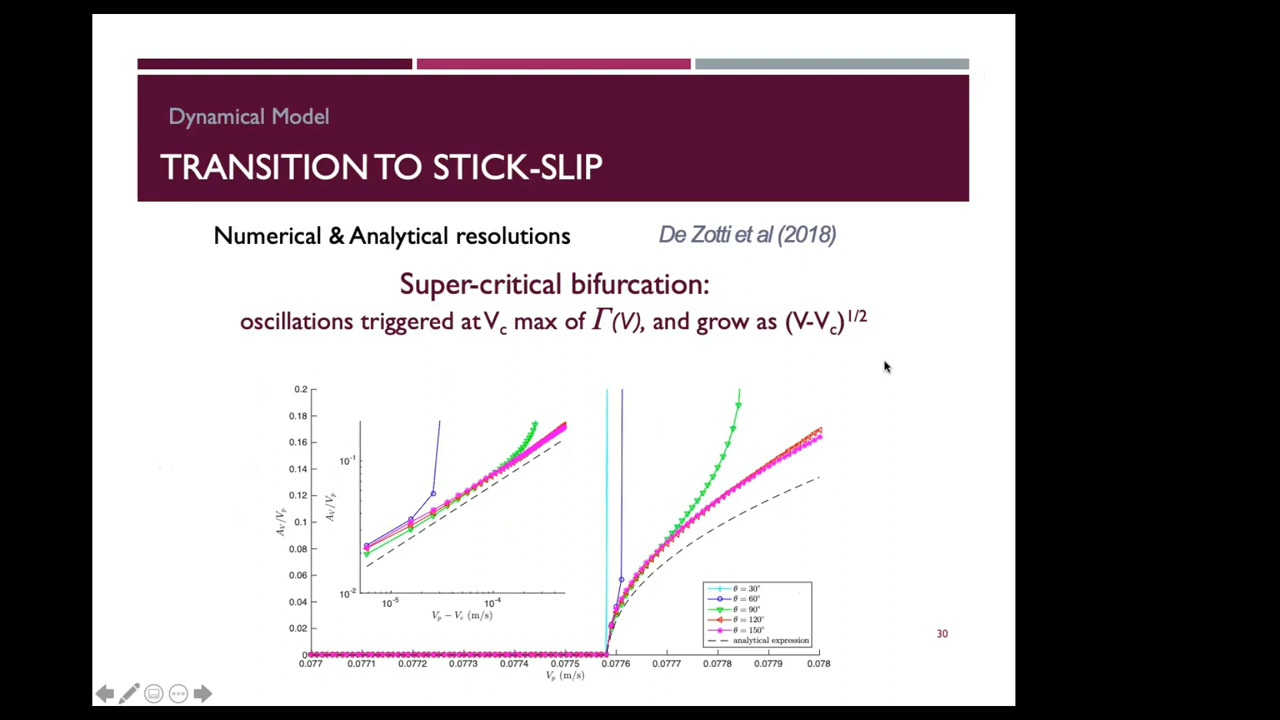 Dynamical Model
TRANSITION TO STICK-SLIP
Numerical & Analytical resolutions
De Zotti et al (2018)
Super-critical bifurcation:
oscillations triggered at Vc max of Γ(V), and grow as (V-Vc)1/2
0.2
0.18
0.16
0.14
0.12
0.1
0.08
0.06
0.04
0.02
0
AV/Vp
10-1
10-2
AV/Vp
10-5
10-4
Vp − Vc (m/s)
θ = 30°
θ = 60°
θ = 90°
θ = 120°
θ = 150°
analytical expression
0.077
0.0771
0.0772
0.0773
0.0774
0.0775
0.0776
0.0777
0.0778
0.0779
0.078
Vp (m/s)
30